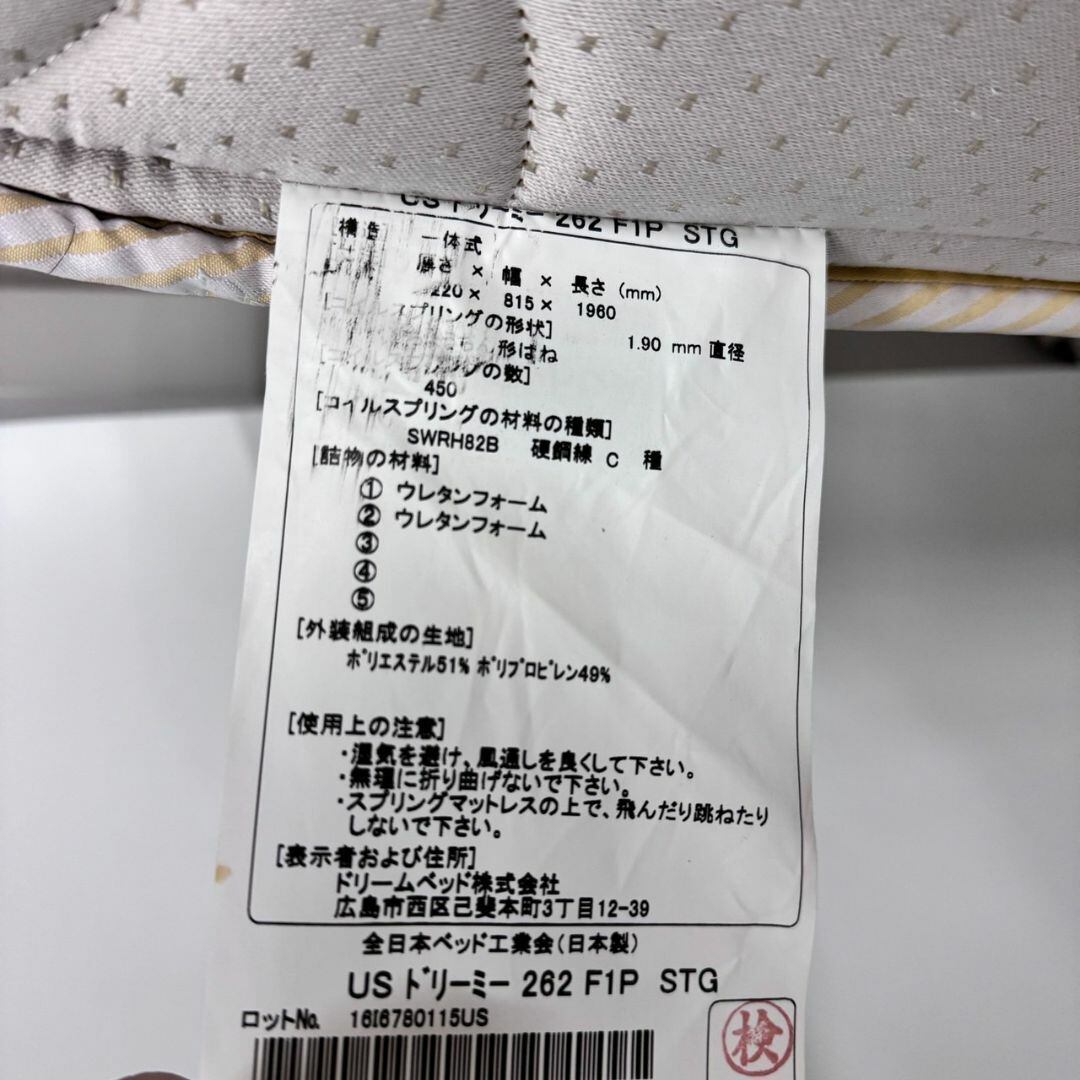 US ドリーミー 262 F1P STG
構造 一体式
厚さ × 幅 × 長さ (mm)
220 × 815 × 1960
スプリングの形状]
形ばね 1.90 mm 直径
の数]
450
[コイルスプリングの材料の種類]
SWRH82B 硬鋼線 C 種
[詰物の材料]
① ウレタンフォーム
② ウレタンフォーム
③
④
⑤
[外装組成の生地]
ポリエステル51% ポリプロピレン49%
[使用上の注意]
・湿気を避け、風通しを良くして下さい。
・無理に折り曲げないで下さい。
・スプリングマットレスの上で、飛んだり跳ねたり
しないで下さい。
[表示者および住所]
ドリームベッド株式会社
広島市西区己斐本町3丁目12-39
全日本ベッド工業会(日本製)
US ドリーミー 262 F1P STG
ロットNo. 16I6780115US
検